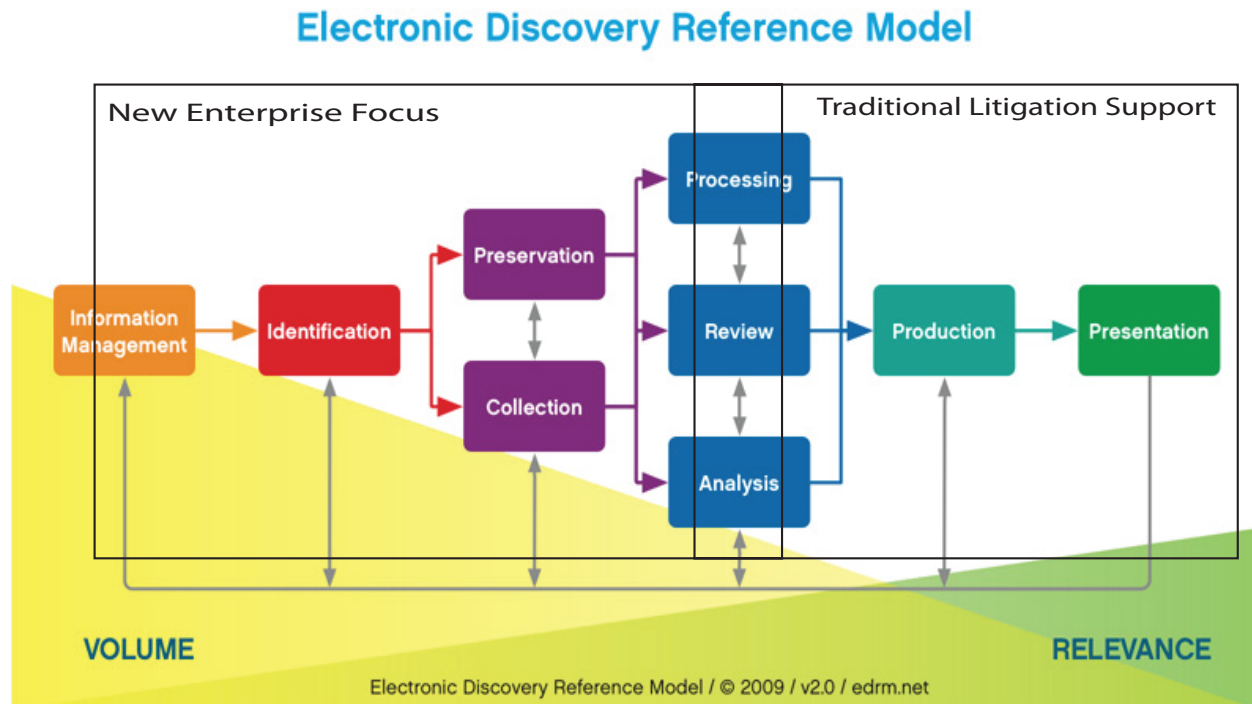 Electronic Discovery Reference Model
New Enterprise Focus
Traditional Litigation Support
Processing
Preservation
Information
Management
Identification
Review
Production
Presentation
Collection
Analysis
VOLUME
RELEVANCE
Electronic Discovery Reference Model / © 2009 / v2.0 / edrm.net